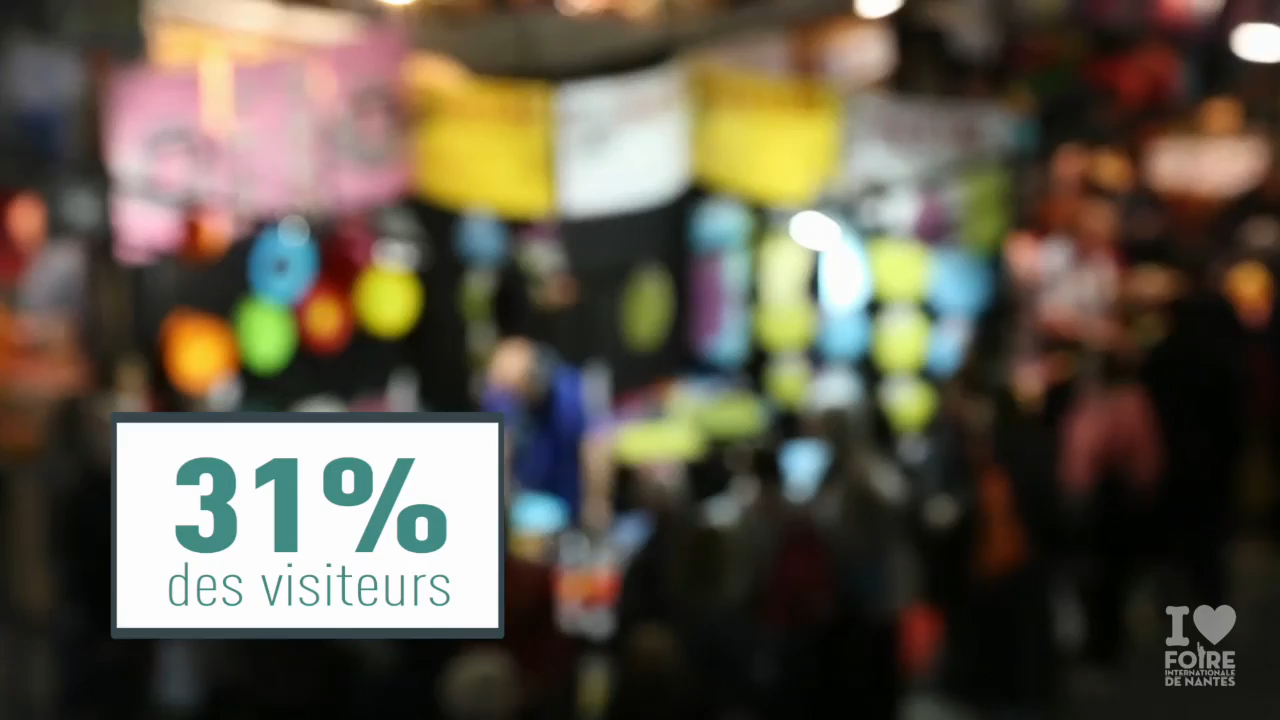 31%
des visiteurs
I
FOIRE
INTERNATIONALE
DE NANTES